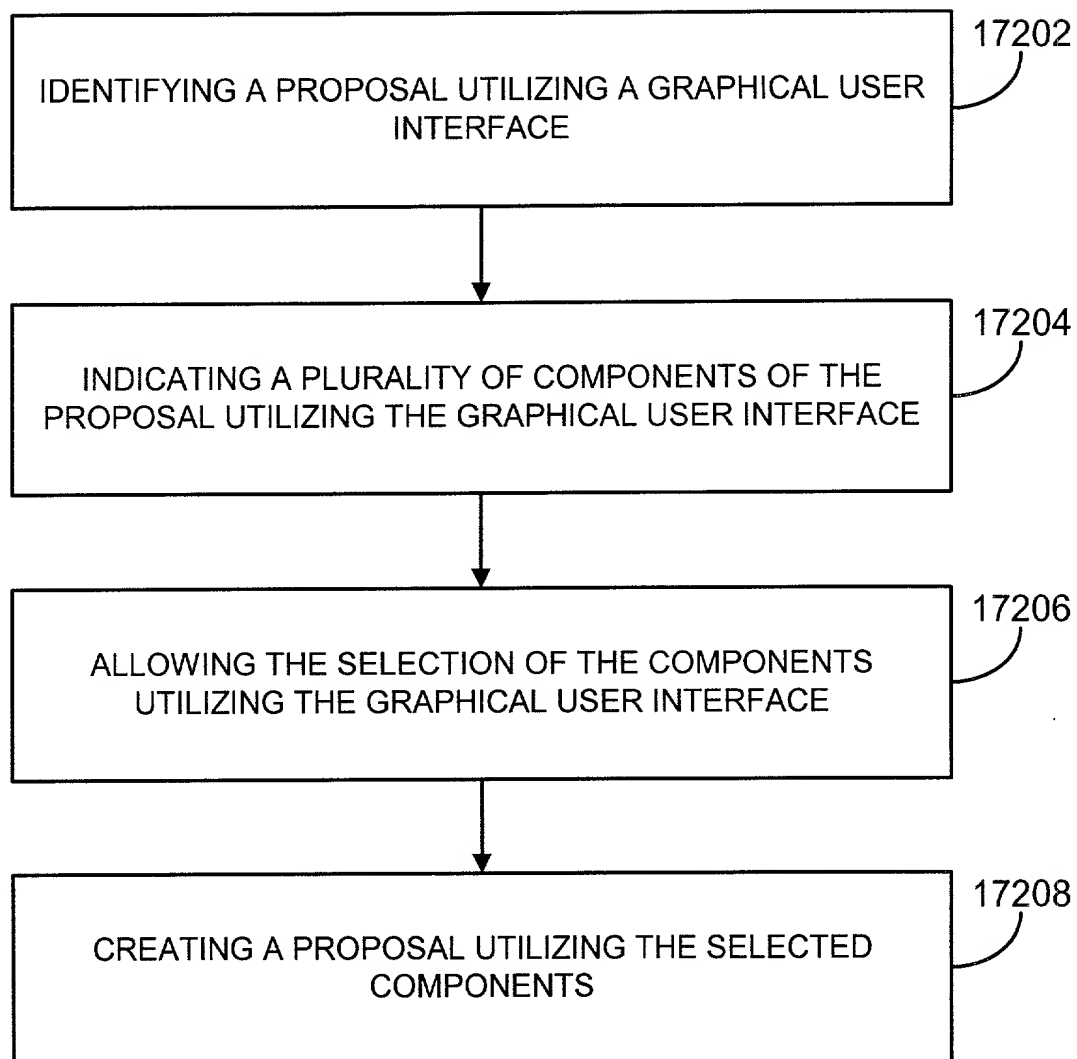 17202
IDENTIFYING A PROPOSAL UTILIZING A GRAPHICAL USER
INTERFACE
17204
INDICATING A PLURALITY OF COMPONENTS OF THE
PROPOSAL UTILIZING THE GRAPHICAL USER INTERFACE
17206
ALLOWING THE SELECTION OF THE COMPONENTS
UTILIZING THE GRAPHICAL USER INTERFACE
17208
CREATING A PROPOSAL UTILIZING THE SELECTED
COMPONENTS